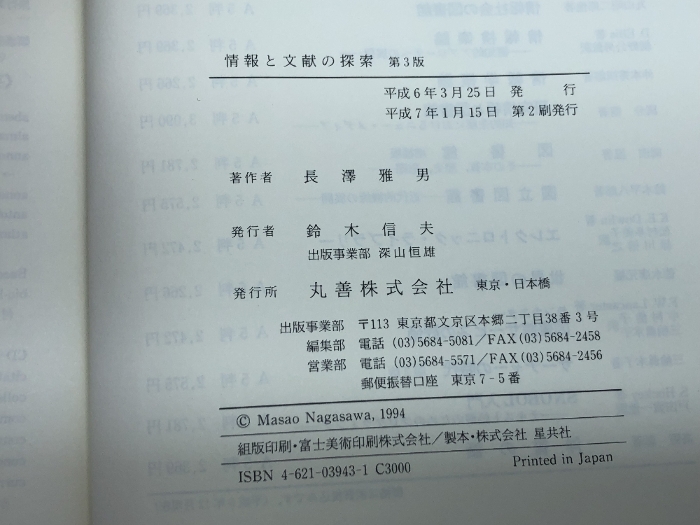 情報と文献の探索 第3版
平成6年3月25日 発 行
平成7年1月15日 第2刷発行
著作者 長澤雅男
発行者 鈴木信夫
出版事業部 深山恒雄
発行所 丸善株式会社 東京・日本橋
出版事業部 〒113 東京都文京区本郷二丁目38番3号
編集部 電話(03)5684-5081/FAX(03)5684-2458
営業部 電話(03)5684-5571/FAX(03)5684-2456
郵便振替口座 東京7-5番
© Masao Nagasawa, 1994
組版印刷・富士美術印刷株式会社/製本・株式会社 星共社
ISBN 4-621-03943-1 C3000 Printed in Japan